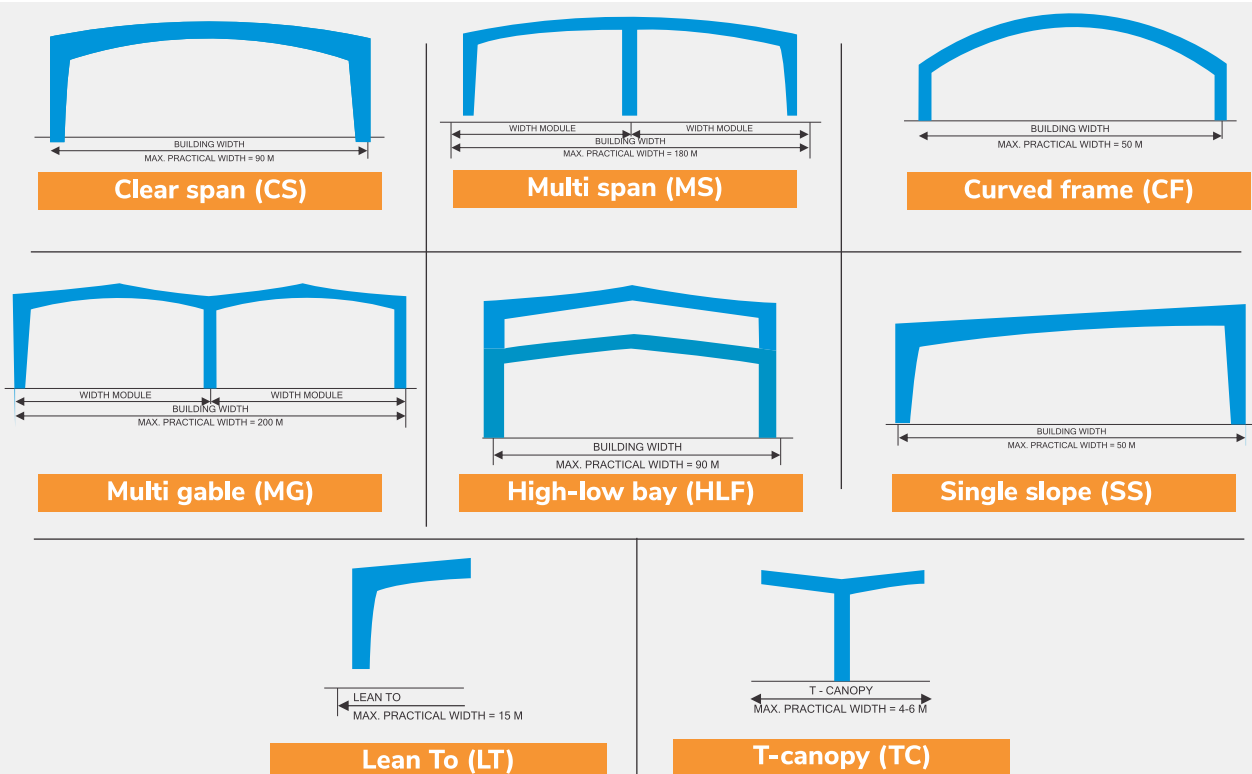 BUILDING WIDTH
MAX. PRACTICAL WIDTH = 90 M
Clear span (CS)
WIDTH MODULE WIDTH MODULE
BUILDING WIDTH
MAX. PRACTICAL WIDTH = 180 M
Multi span (MS)
BUILDING WIDTH
MAX. PRACTICAL WIDTH = 50 M
Curved frame (CF)
WIDTH MODULE WIDTH MODULE
BUILDING WIDTH
MAX. PRACTICAL WIDTH = 200 M
Multi gable (MG)
BUILDING WIDTH
MAX. PRACTICAL WIDTH = 90 M
High-low bay (HLF)
BUILDING WIDTH
MAX. PRACTICAL WIDTH = 50 M
Single slope (SS)
LEAN TO
MAX. PRACTICAL WIDTH = 15 M
Lean To (LT)
T - CANOPY
MAX. PRACTICAL WIDTH = 4-6 M
T-canopy (TC)